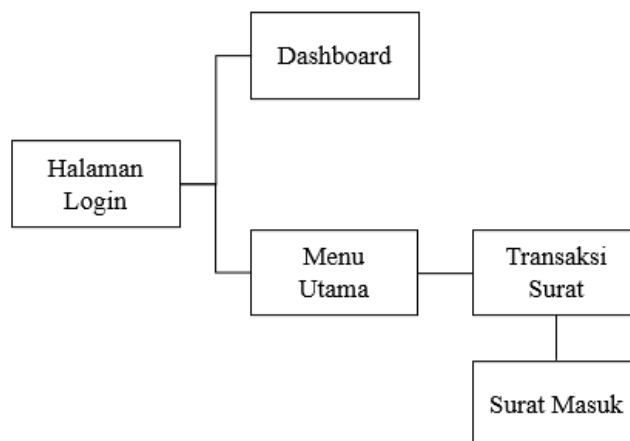 Dashboard
Halaman
Login
Menu
Utama
Transaksi
Surat
Surat Masuk